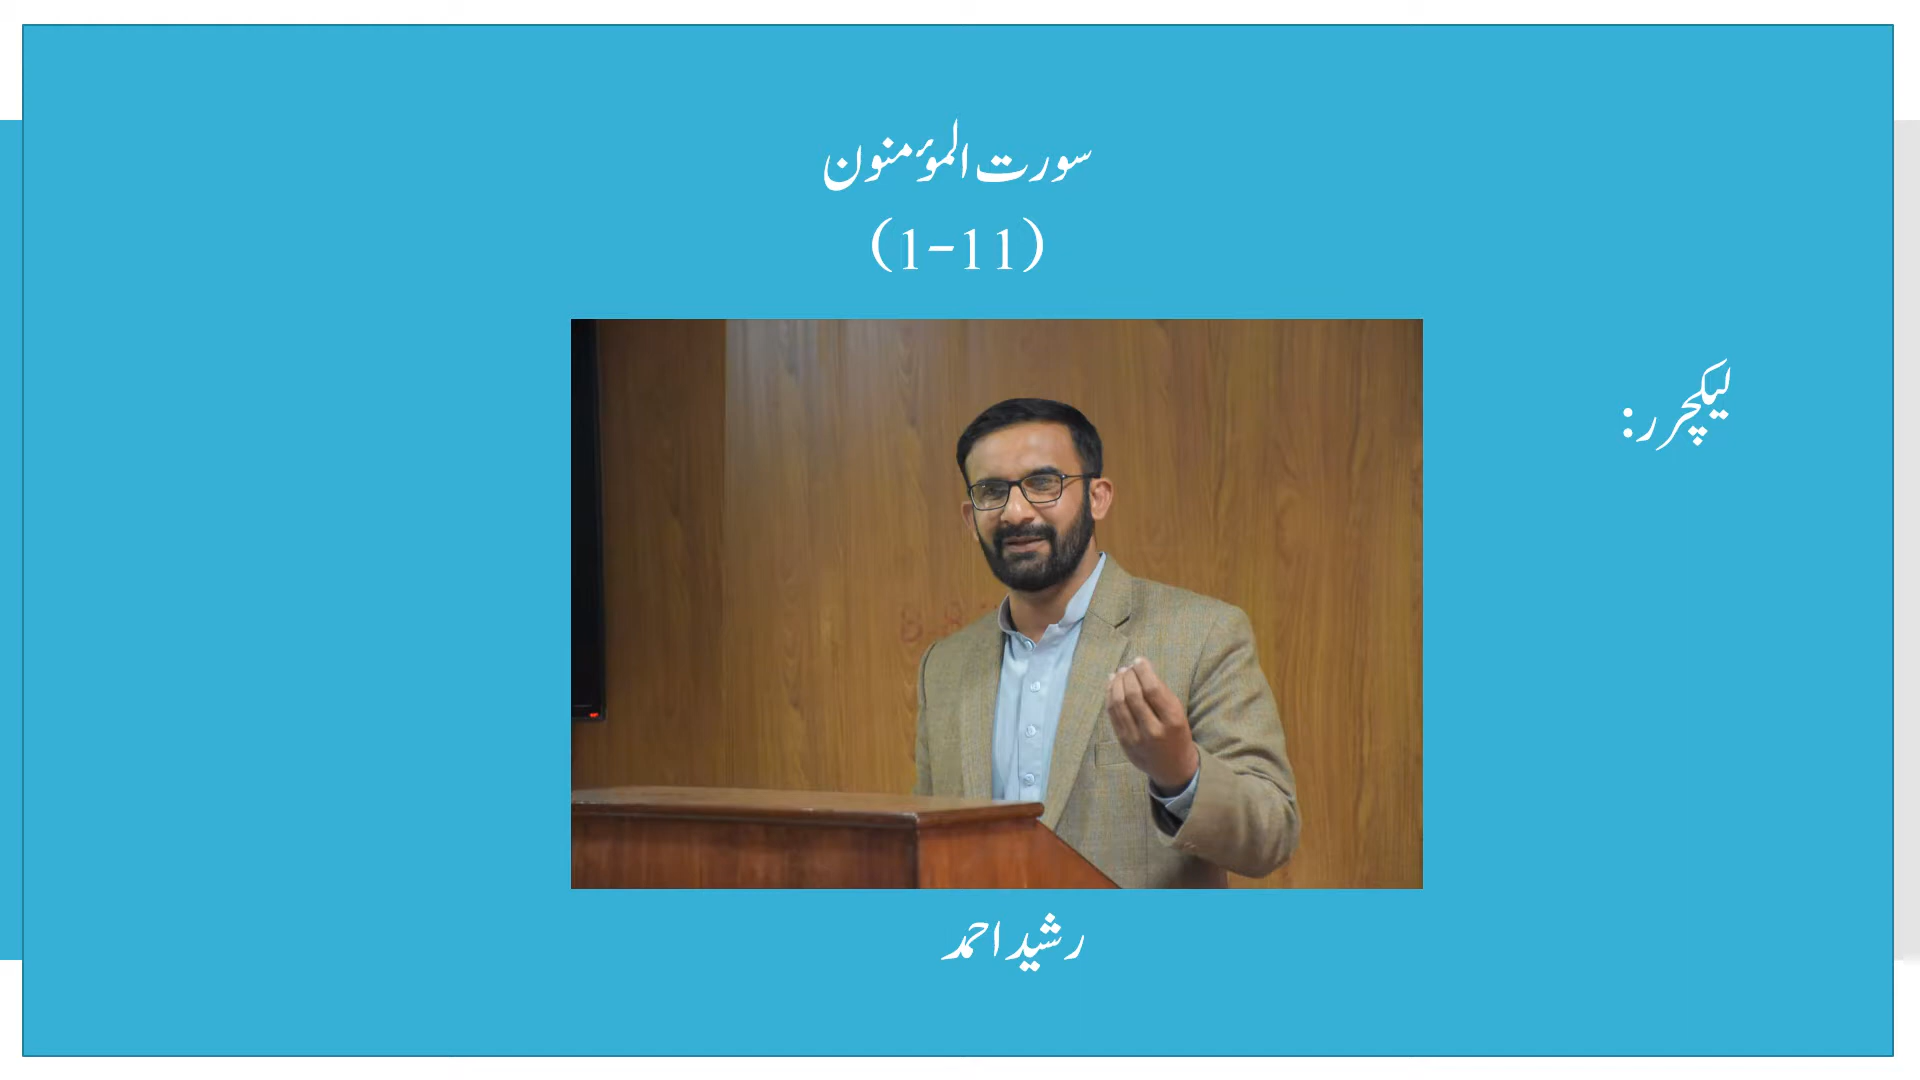 سورت المؤمنون
(1-11)
لیکچرر:
رشید احمد